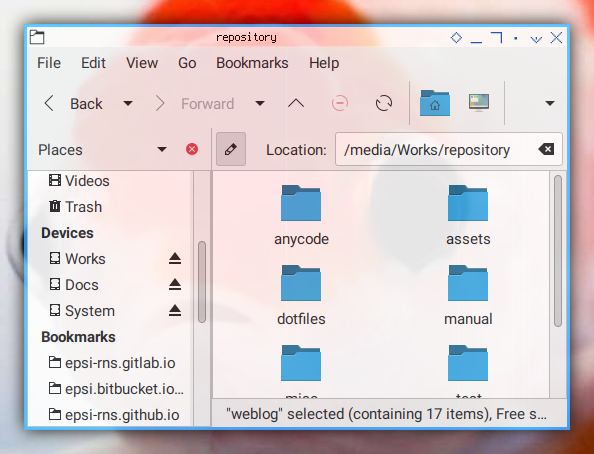 repository
File Edit View Go Bookmarks Help
Back Forward
Places Location: /media/Works/repository
Videos
Trash
Devices
Works
Docs
System
Bookmarks
epsi-rns.gitlab.io
epsi.bitbucket.io...
epsi-rns.github.io
anycode assets
dotfiles manual
misc test
"weblog" selected (containing 17 items), Free s...